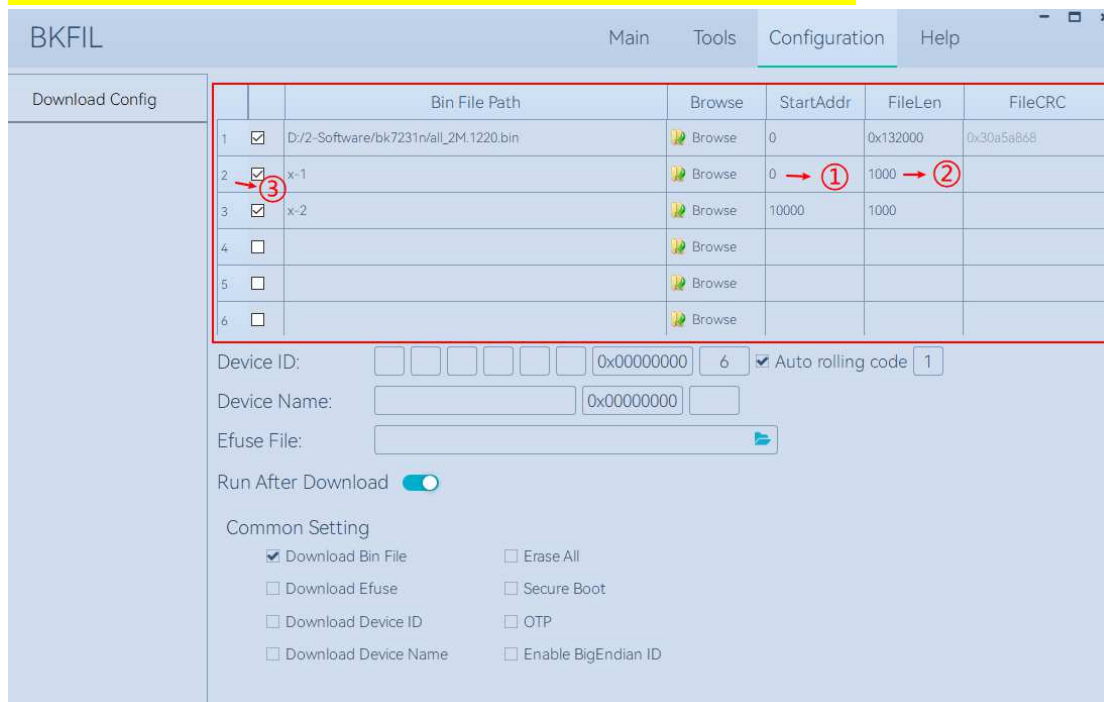 BKFIL Main Tools Configuration Help
Download Config
Bin File Path Browse StartAddr FileLen FileCRC
1 D:/2-Software/bk7231n/all_2M.1220.bin Browse 0 0x132000 0x30a5a868
2 ③ x-1 Browse 0 ① 1000 ②
3 x-2 Browse 10000 1000
4 Browse
5 Browse
6 Browse
Device ID: 0x00000000 6 Auto rolling code 1
Device Name: 0x00000000
Efuse File:
Run After Download
Common Setting
Download Bin File Erase All
Download Efuse Secure Boot
Download Device ID OTP
Download Device Name Enable BigEndian ID